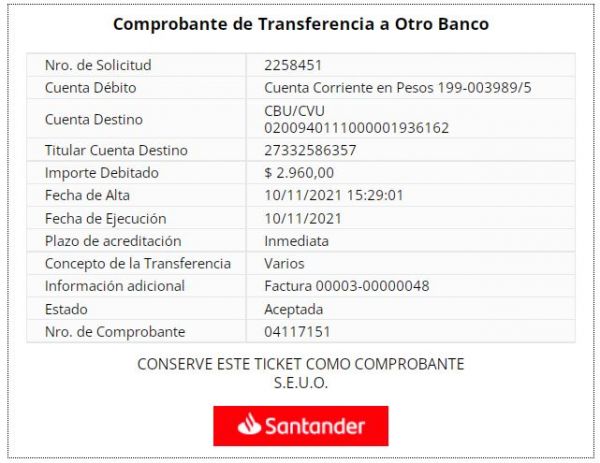 Comprobante de Transferencia a Otro Banco
Nro. de Solicitud 2258451
Cuenta Débito Cuenta Corriente en Pesos 199-003989/5
Cuenta Destino CBU/CVU
0200940111000001936162
Titular Cuenta Destino 27332586357
Importe Debitado $ 2.960,00
Fecha de Alta 10/11/2021 15:29:01
Fecha de Ejecución 10/11/2021
Plazo de acreditación Inmediata
Concepto de la Transferencia Varios
Información adicional Factura 00003-00000048
Estado Aceptada
Nro. de Comprobante 04117151
CONSERVE ESTE TICKET COMO COMPROBANTE
S.E.U.O.
Santander